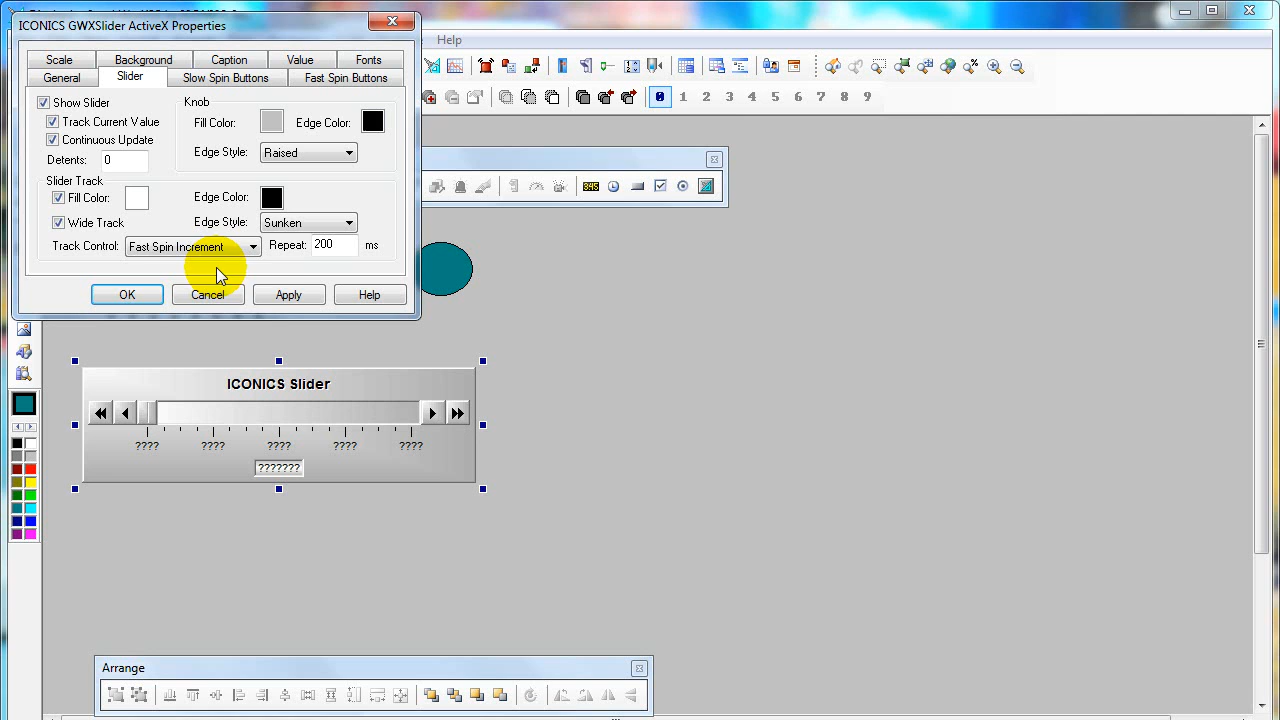 ICONICS GWXSlider ActiveX Properties
Help
Scale Background Caption Value Fonts
General Slider Slow Spin Buttons Fast Spin Buttons
Show Slider
Track Current Value
Continuous Update
Detents: 0
Knob
Fill Color: Edge Color:
Edge Style: Raised
Slider Track
Fill Color: Edge Color:
Wide Track Edge Style: Sunken
Track Control: Fast Spin Increment Repeat: 200 ms
OK Cancel Apply Help
0 1 2 3 4 5 6 7 8 9
ICONICS Slider
???? ???? ???? ???? ????
???????
Arrange